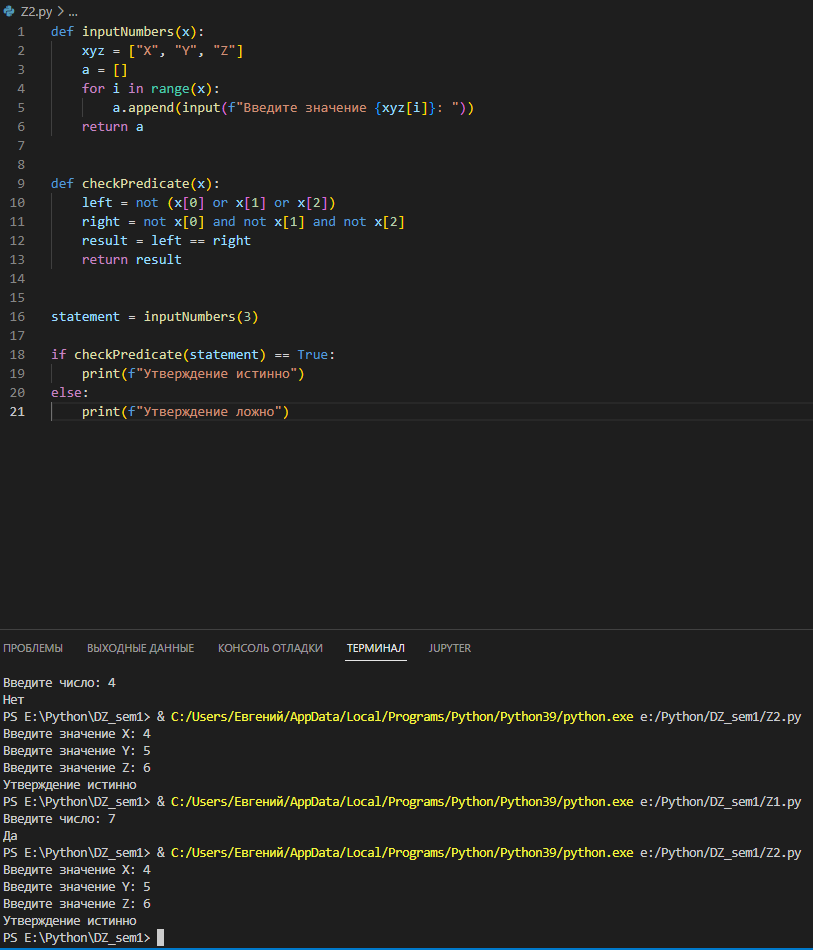 Z2.py > ...
1 def inputNumbers(x):
2     xyz = ["X", "Y", "Z"]
3     a = []
4     for i in range(x):
5         a.append(input(f"Введите значение {xyz[i]}: "))
6     return a
7
8
9 def checkPredicate(x):
10     left = not (x[0] or x[1] or x[2])
11     right = not x[0] and not x[1] and not x[2]
12     result = left == right
13     return result
14
15
16 statement = inputNumbers(3)
17
18 if checkPredicate(statement) == True:
19     print(f"Утверждение истинно")
20 else:
21     print(f"Утверждение ложно")
ПРОБЛЕМЫ ВЫХОДНЫЕ ДАННЫЕ КОНСОЛЬ ОТЛАДКИ ТЕРМИНАЛ JUPYTER
Введите число: 4
Нет
PS E:\Python\DZ_sem1> & C:/Users/Евгений/AppData/Local/Programs/Python/Python39/python.exe e:/Python/DZ_sem1/Z2.py
Введите значение X: 4
Введите значение Y: 5
Введите значение Z: 6
Утверждение истинно
PS E:\Python\DZ_sem1> & C:/Users/Евгений/AppData/Local/Programs/Python/Python39/python.exe e:/Python/DZ_sem1/Z1.py
Введите число: 7
Да
PS E:\Python\DZ_sem1> & C:/Users/Евгений/AppData/Local/Programs/Python/Python39/python.exe e:/Python/DZ_sem1/Z2.py
Введите значение X: 4
Введите значение Y: 5
Введите значение Z: 6
Утверждение истинно
PS E:\Python\DZ_sem1>